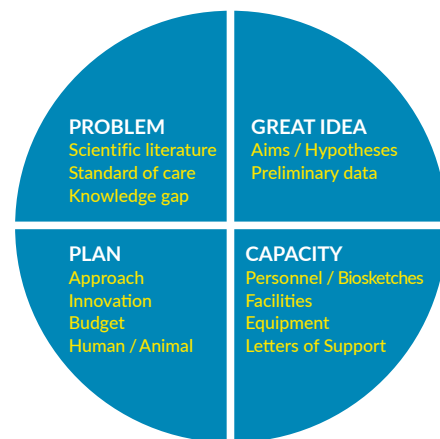 PROBLEM
Scientific literature
Standard of care
Knowledge gap
GREAT IDEA
Aims / Hypotheses
Preliminary data
PLAN
Approach
Innovation
Budget
Human / Animal
CAPACITY
Personnel / Biosketches
Facilities
Equipment
Letters of Support